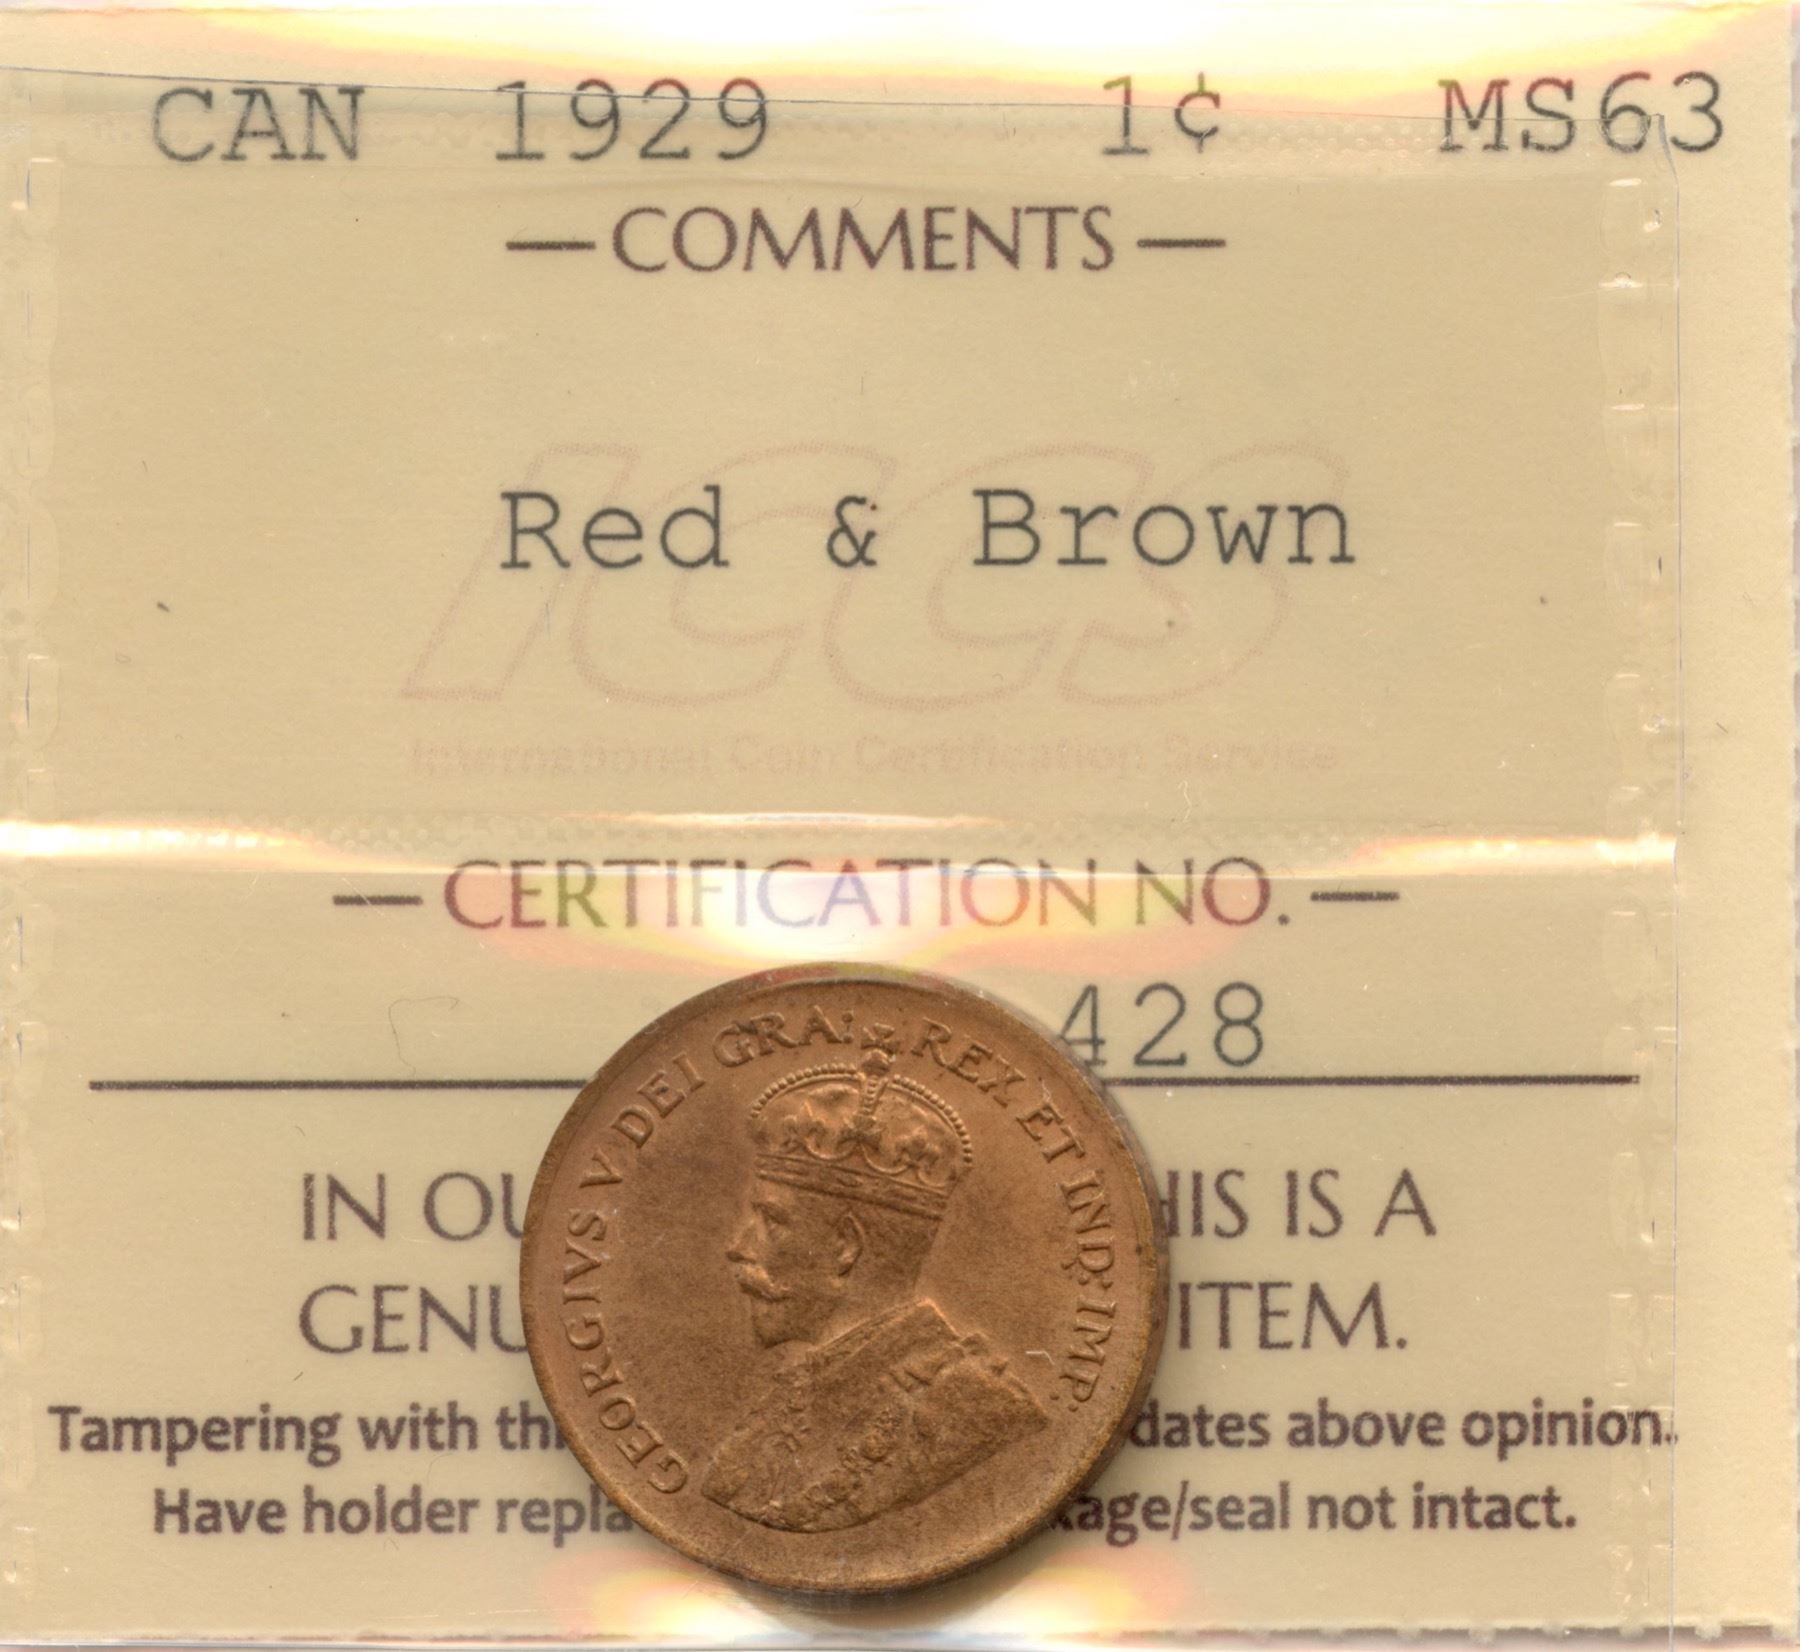 CAN 1929 1¢ MS63
— COMMENTS —
ICCS
Red & Brown
International Coin Certification Service
— CERTIFICATION NO. —
428
GEORGIVS V DEI GRA: REX ET IND: IMP:
IN OU HIS IS A
GENU ITEM.
Tampering with thi dates above opinion.
Have holder repla kage/seal not intact.